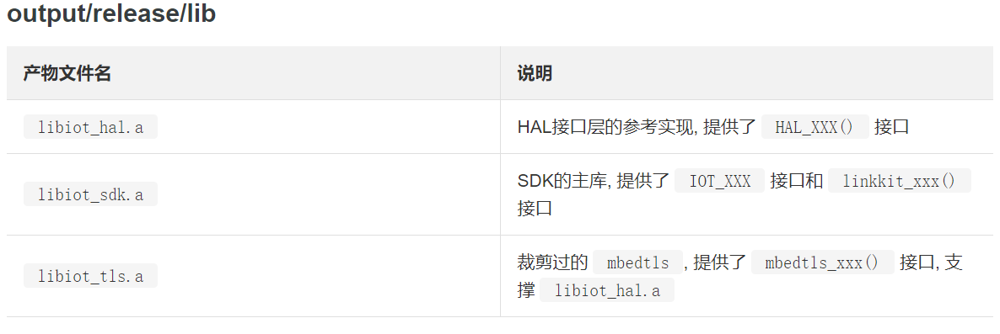 output/release/lib
产物文件名 说明
libiot_hal.a HAL接口层的参考实现, 提供了 HAL_XXX() 接口
libiot_sdk.a SDK的主库, 提供了 IOT_XXX 接口和 linkkit_xxx()
接口
libiot_tls.a 裁剪过的 mbedtls , 提供了 mbedtls_xxx() 接口, 支
撑 libiot_hal.a